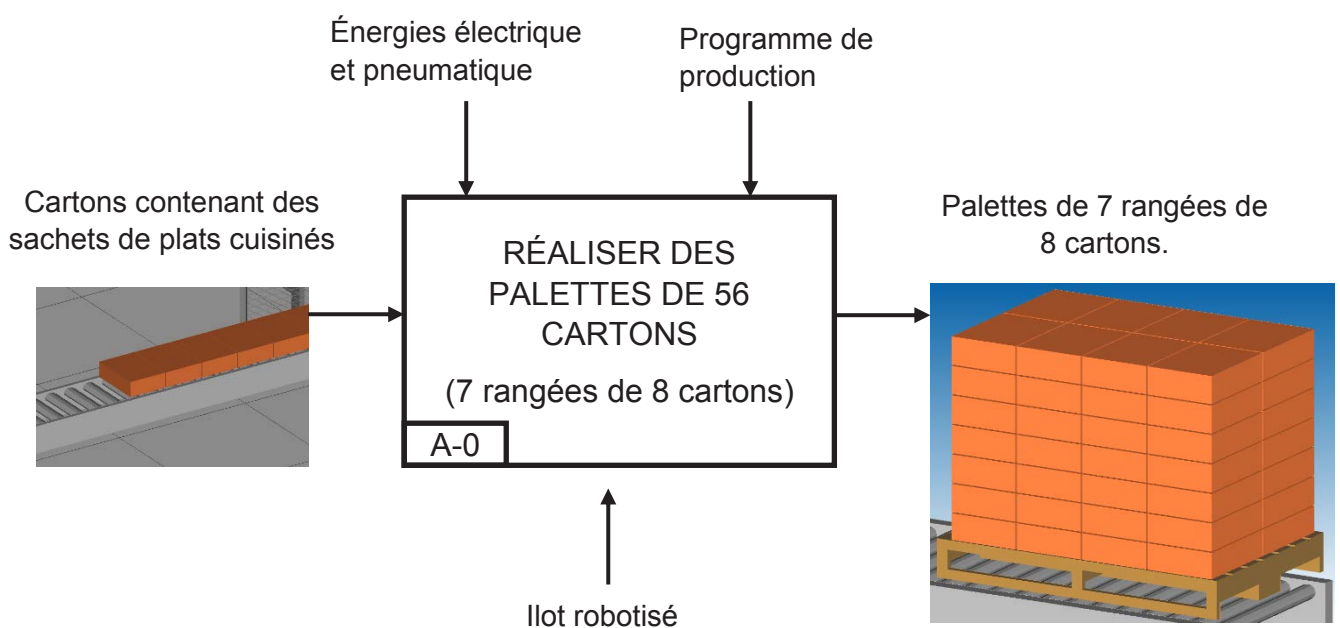 Énergies électrique
et pneumatique
Programme de
production
Cartons contenant des
sachets de plats cuisinés
RÉALISER DES
PALETTES DE 56
CARTONS
(7 rangées de 8 cartons)
A-0
Palettes de 7 rangées de
8 cartons.
Ilot robotisé